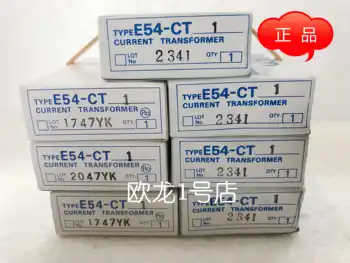 正品
TYPE E54-CT 1
CURRENT TRANSFORMER
LOT No. 2341 QTY. 1
TYPE E54-CT 1
CURRENT TRANSFORMER
LOT No. 1747YK QTY. 1
TYPE E54-CT 1
CURRENT TRANSFORMER
LOT No. 2341 QTY. 1
TYPE E54-CT 1
CURRENT TRANSFORMER
LOT No. 2047YK QTY. 1
TYPE E54-CT 1
CURRENT TRANSFORMER
LOT No. 2341 QTY. 1
欧龙1号店
TYPE E54-CT 1
CURRENT TRANSFORMER
LOT No. 1747YK QTY. 1
TYPE E54-CT 1
CURRENT TRANSFORMER
LOT No. 2341 QTY. 1